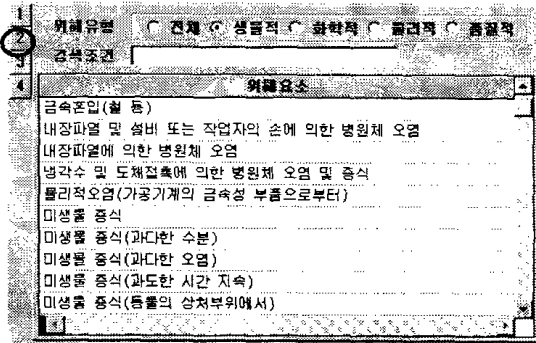 1
2
3
4
위해유형 전체 생물적 화학적 물리적 품질적
검색조건
위해요소
금속혼입(철 등)
내장파열 및 설비 또는 작업자의 손에 의한 병원체 오염
내장파열에 의한 병원체 오염
냉각수 및 도체접촉에 의한 병원체 오염 및 증식
물리적오염(가공기계의 금속성 부품으로부터)
미생물 증식
미생물 증식(과다한 수분)
미생물 증식(과다한 오염)
미생물 증식(과도한 시간 지속)
미생물 증식(동물의 상처부위에서)